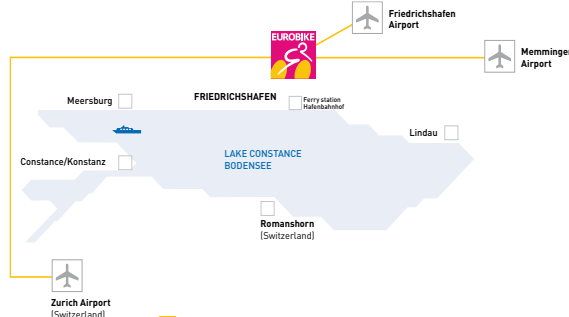 EUROBIKE
Friedrichshafen
Airport
Memmingen
Airport
Meersburg
FRIEDRICHSHAFEN
Ferry station
Hafenbahnhof
Lindau
LAKE CONSTANCE
BODENSEE
Constance/Konstanz
Romanshorn
(Switzerland)
Zurich Airport
(Switzerland)